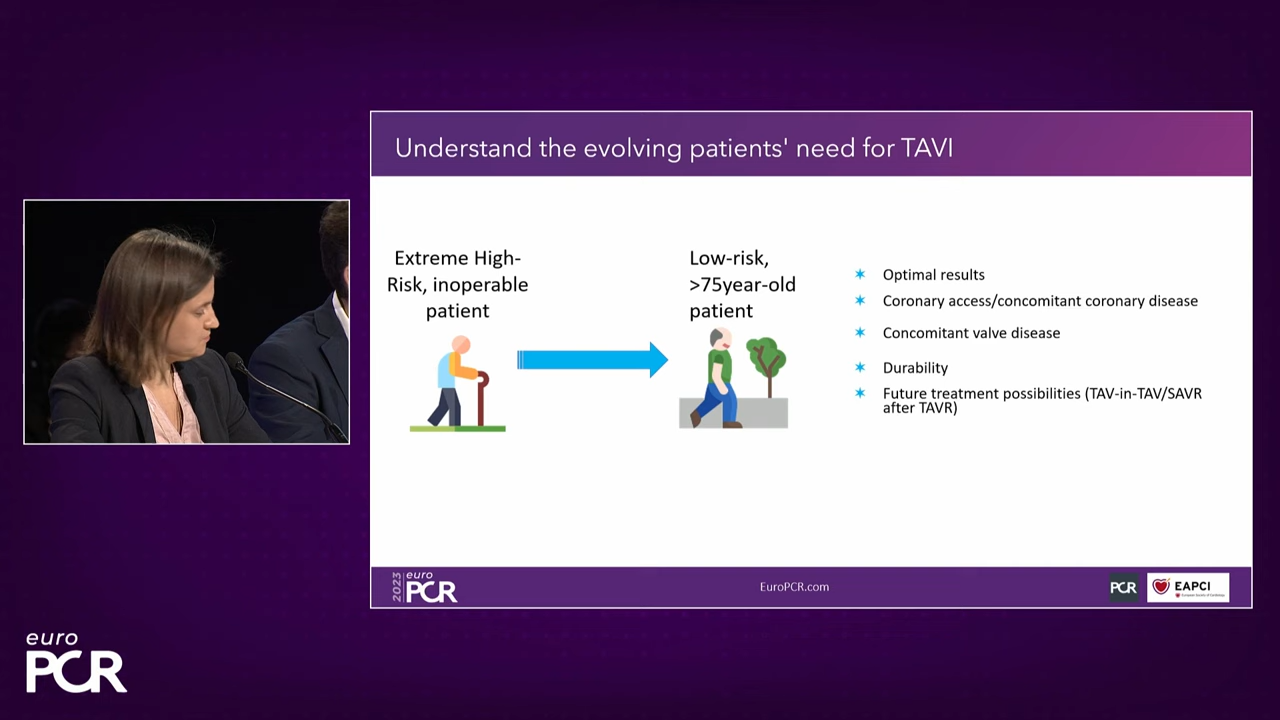 Understand the evolving patients' need for TAVI
Extreme High-
Risk, inoperable
patient
Low-risk,
>75year-old
patient
Optimal results
Coronary access/concomitant coronary disease
Concomitant valve disease
Durability
Future treatment possibilities (TAV-in-TAV/SAVR
after TAVR)
2023
euro
PCR
EuroPCR.com
PCR
EAPCI
euro
PCR